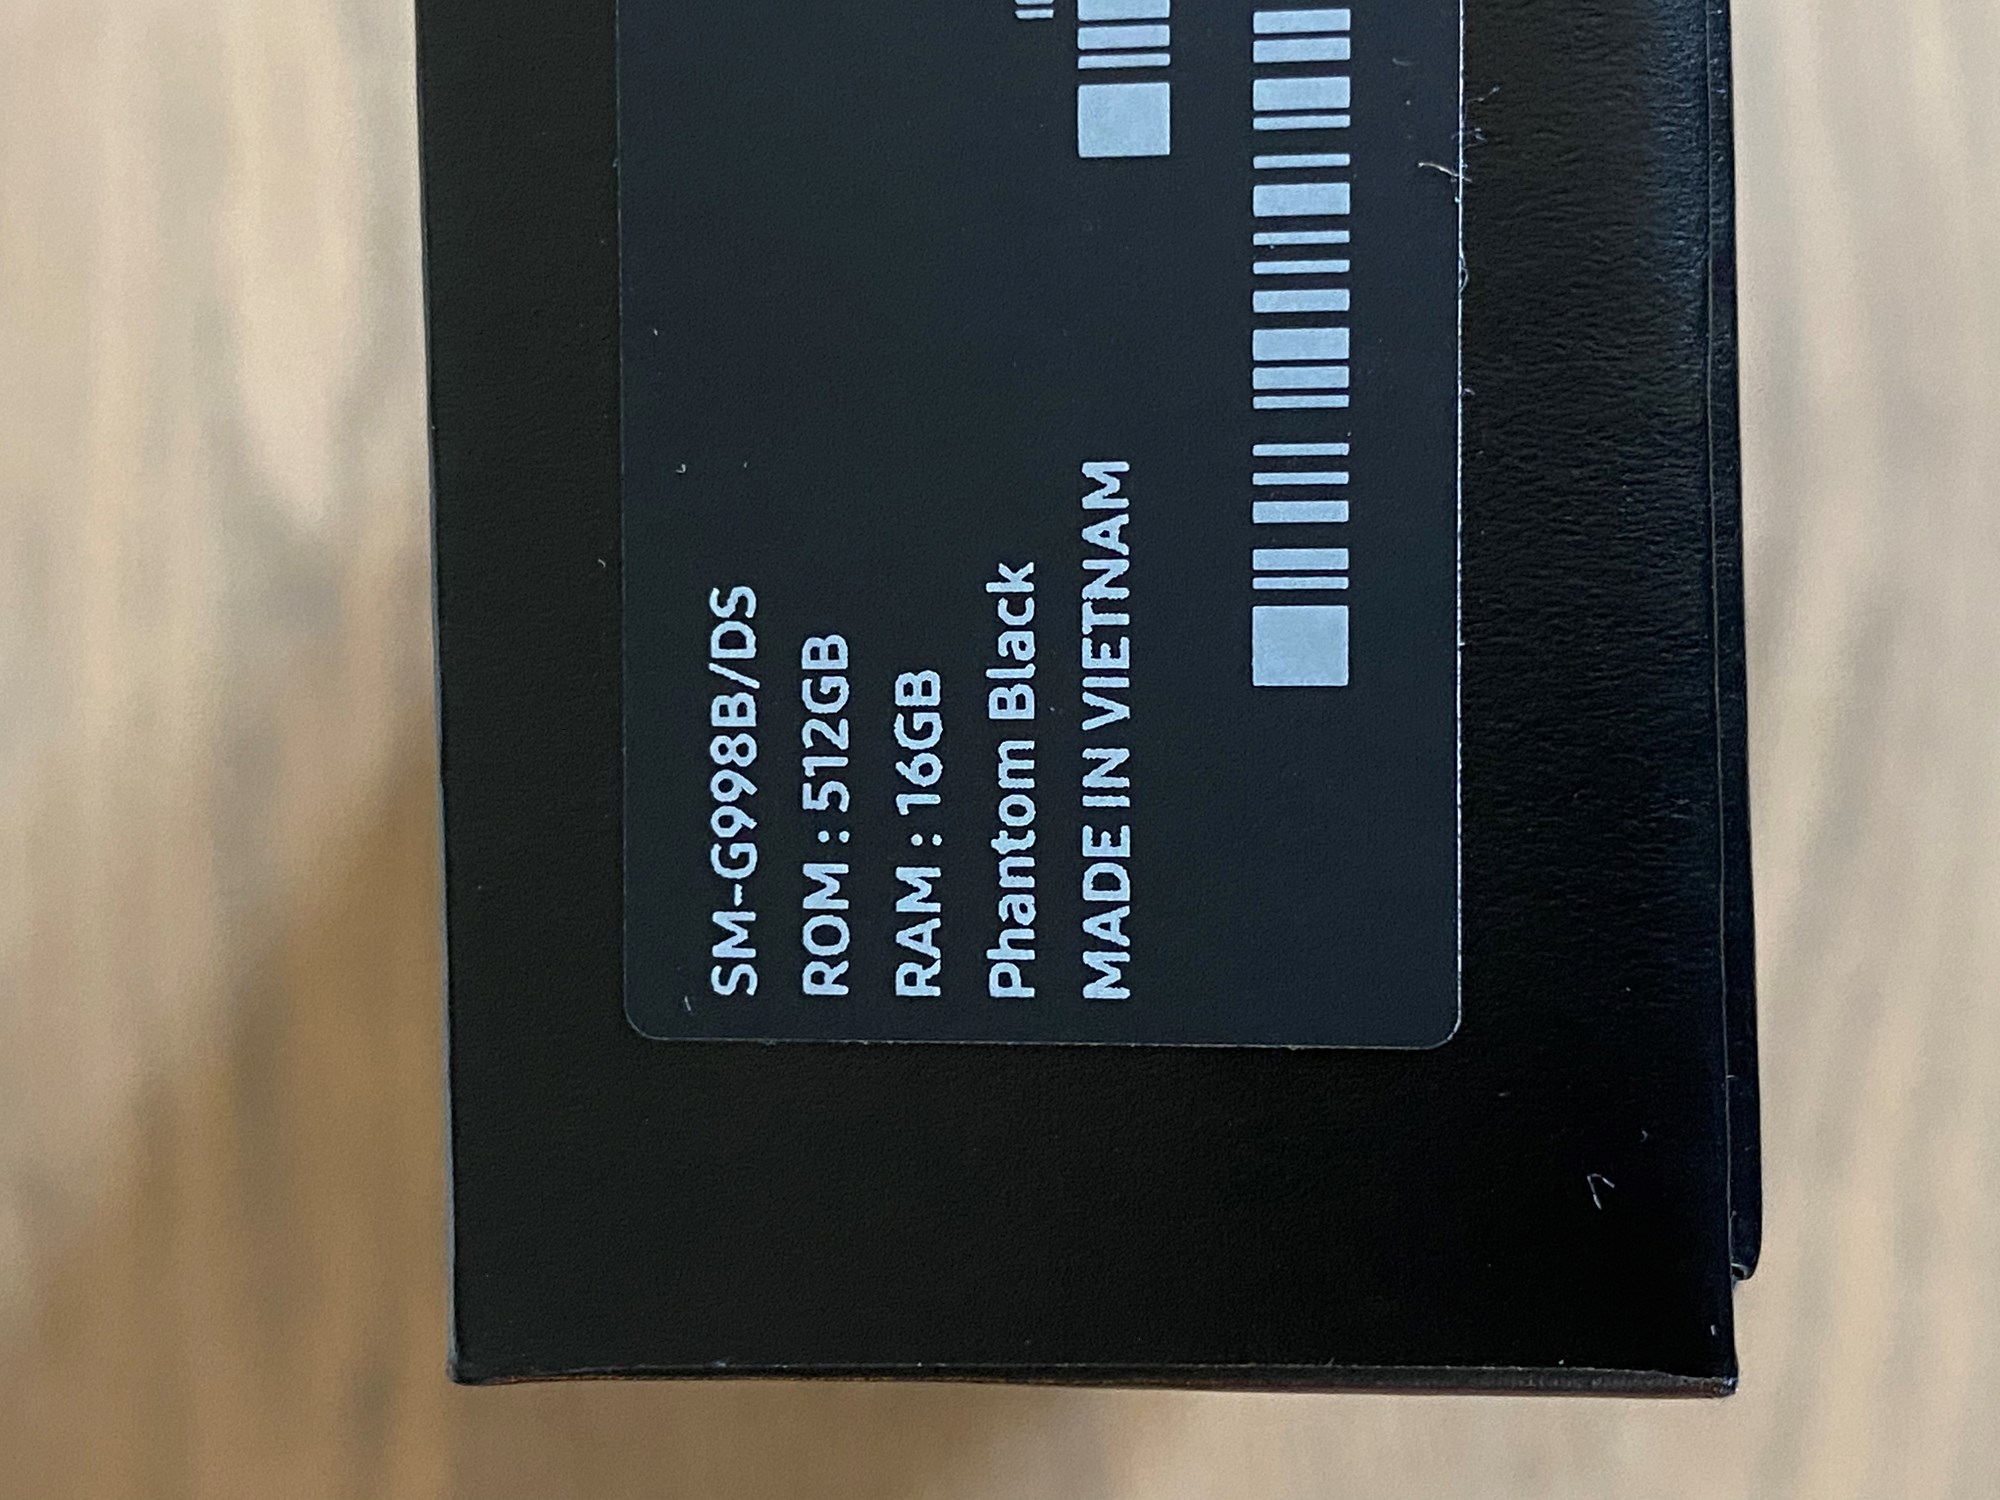 SM-G998B/DS
ROM : 512GB
RAM : 16GB
Phantom Black
MADE IN VIETNAM